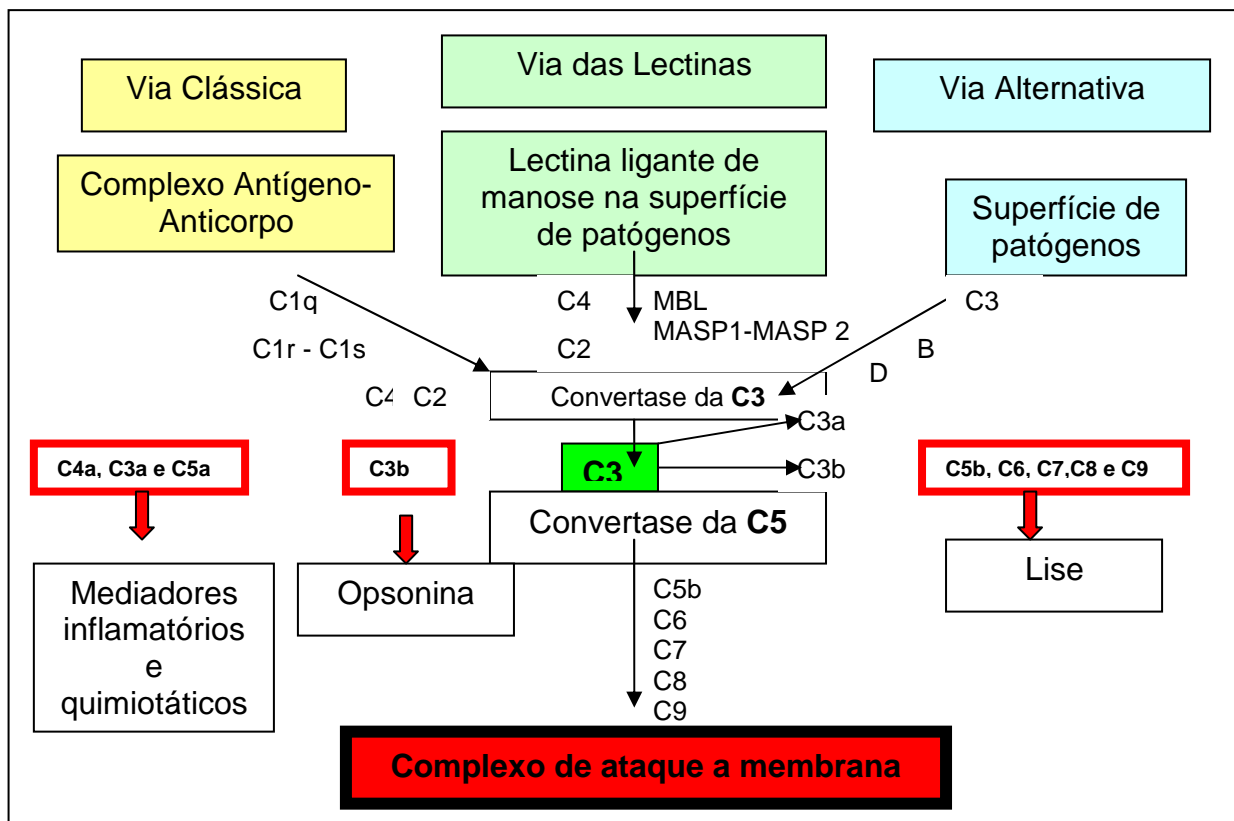 Via Clássica
Via das Lectinas
Via Alternativa
Complexo Antígeno-
Anticorpo
Lectina ligante de
manose na superfície
de patógenos
Superfície de
patógenos
C1q
C1r - C1s
C4 C2
C4
C2
MBL
MASP1-MASP 2
C3
B
D
Convertase da C3
C3a
C3
C3b
Convertase da C5
C4a, C3a e C5a
Mediadores
inflamatórios
e
quimiotáticos
C3b
Opsonina
C5b, C6, C7,C8 e C9
Lise
C5b
C6
C7
C8
C9
Complexo de ataque a membrana